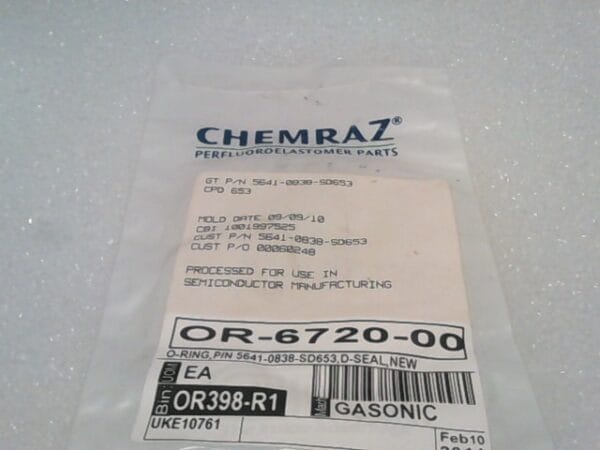 CHEMRAZ®
PERFLUOROELASTOMER PARTS
GT P/N 5641-0838-SD653
CPD 653
MOLD DATE 09/09/10
CBI 1001997525
CUST P/N 5641-0838-SD653
CUST P/O 00060248
PROCESSED FOR USE IN
SEMICONDUCTOR MANUFACTURING
OR-6720-00
O-RING,P/N 5641-0838-SD653,D-SEAL,NEW
UOM EA
Bin: OR398-R1
GASONIC
UKE10761
Feb10